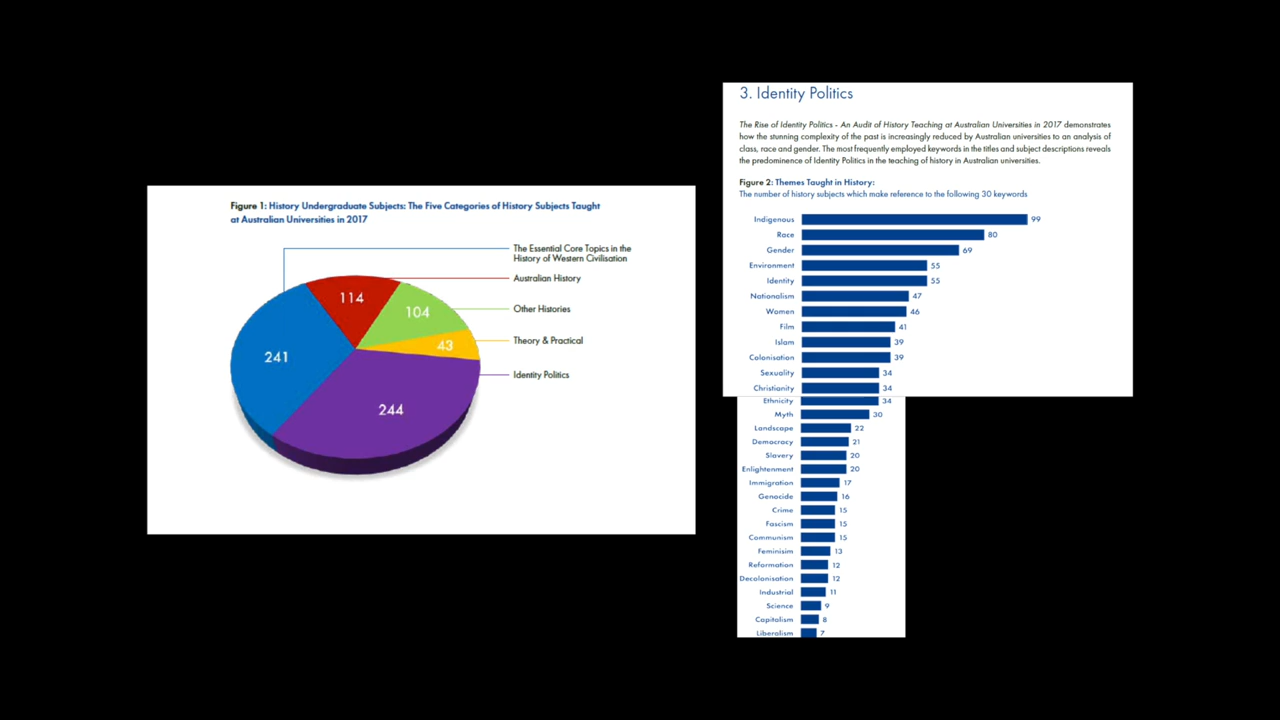 Figure 1: History Undergraduate Subjects: The Five Categories of History Subjects Taught
at Australian Universities in 2017
The Essential Core Topics in the
History of Western Civilisation
Australian History
Other Histories
Theory & Practical
Identity Politics
114
104
43
241
244
3. Identity Politics
The Rise of Identity Politics - An Audit of History Teaching at Australian Universities in 2017 demonstrates
how the stunning complexity of the past is increasingly reduced by Australian universities to an analysis of
class, race and gender. The most frequently employed keywords in the titles and subject descriptions reveals
the predominence of Identity Politics in the teaching of history in Australian universities.
Figure 2: Themes Taught in History:
The number of history subjects which make reference to the following 30 keywords
Indigenous 99
Race 80
Gender 69
Environment 55
Identity 55
Nationalism 47
Women 46
Film 41
Islam 39
Colonisation 39
Sexuality 34
Christianity 34
Ethnicity 34
Myth 30
Landscape 22
Democracy 21
Slavery 20
Enlightenment 20
Immigration 17
Genocide 16
Crime 15
Fascism 15
Communism 15
Feminisim 13
Reformation 12
Decolonisation 12
Industrial 11
Science 9
Capitalism 8
Liberalism 7